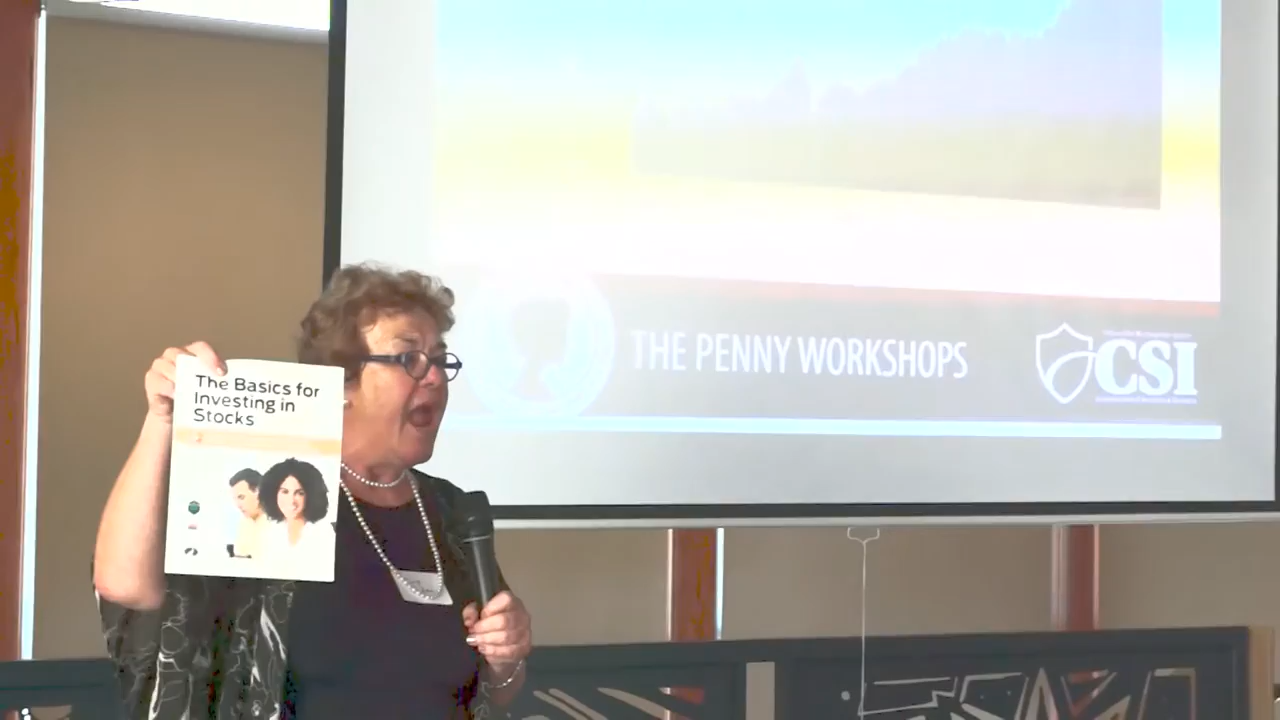 The Basics for
Investing in
Stocks
THE PENNY WORKSHOPS
CSI